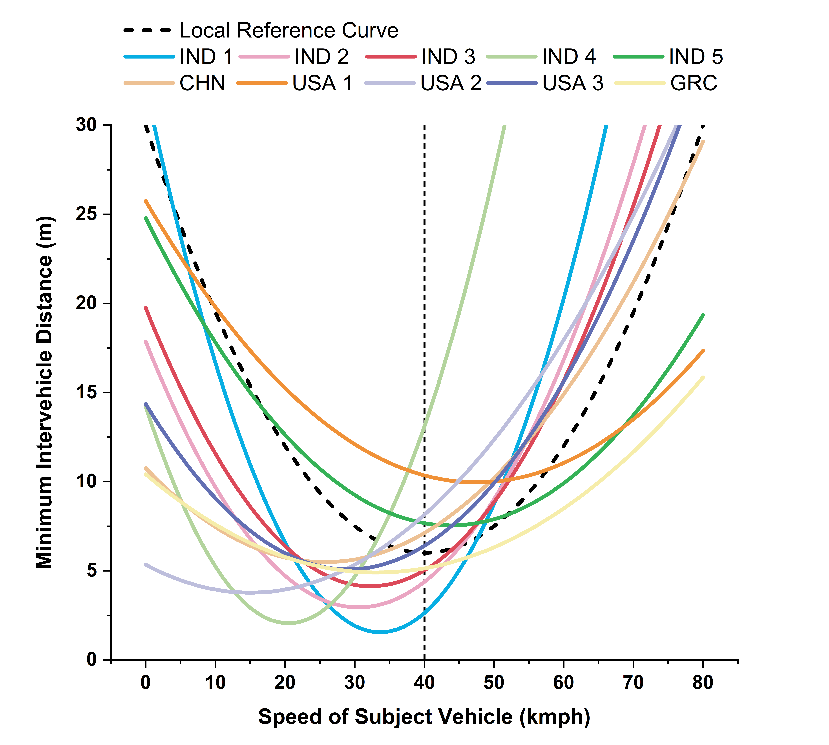 Local Reference Curve
IND 1 IND 2 IND 3 IND 4 IND 5
CHN USA 1 USA 2 USA 3 GRC
30
25
20
15
10
5
0
Minimum Intervehicle Distance (m)
0 10 20 30 40 50 60 70 80
Speed of Subject Vehicle (kmph)